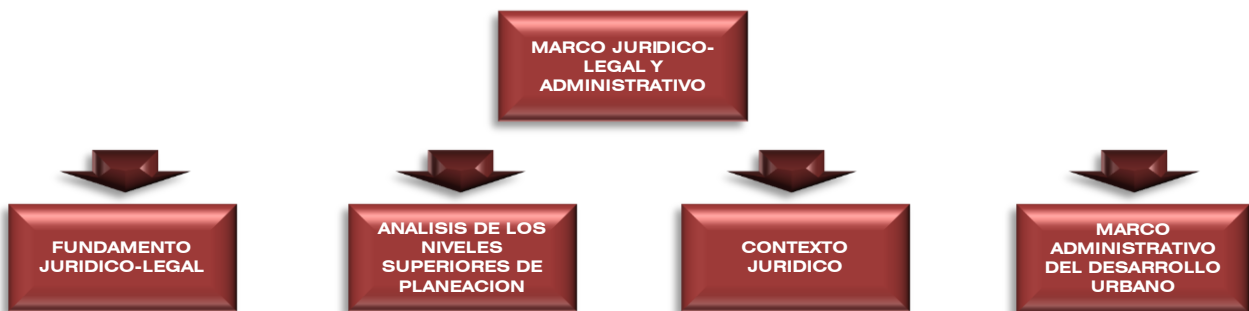 MARCO JURIDICO-
LEGAL Y
ADMINISTRATIVO
FUNDAMENTO
JURIDICO-LEGAL
ANALISIS DE LOS
NIVELES
SUPERIORES DE
PLANEACION
CONTEXTO
JURIDICO
MARCO
ADMINISTRATIVO
DEL DESARROLLO
URBANO